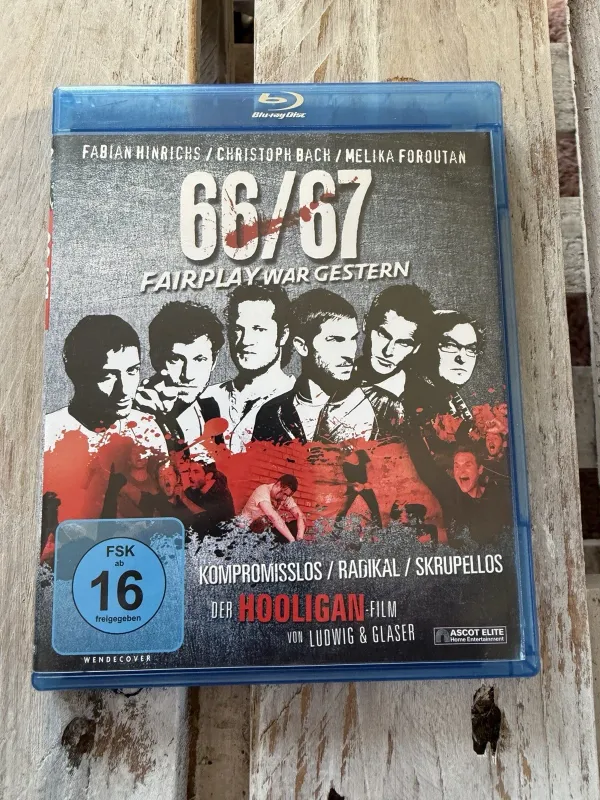 Blu-ray Disc
FABIAN HINRICHS / CHRISTOPH BACH / MELIKA FOROUTAN
66/67
FAIRPLAY WAR GESTERN
KOMPROMISSLOS / RADIKAL / SKRUPELLOS
DER HOOLIGAN-FILM
VON LUDWIG & GLASER
FSK
ab
16
freigegeben
ASCOT ELITE
Home Entertainment
WENDECOVER